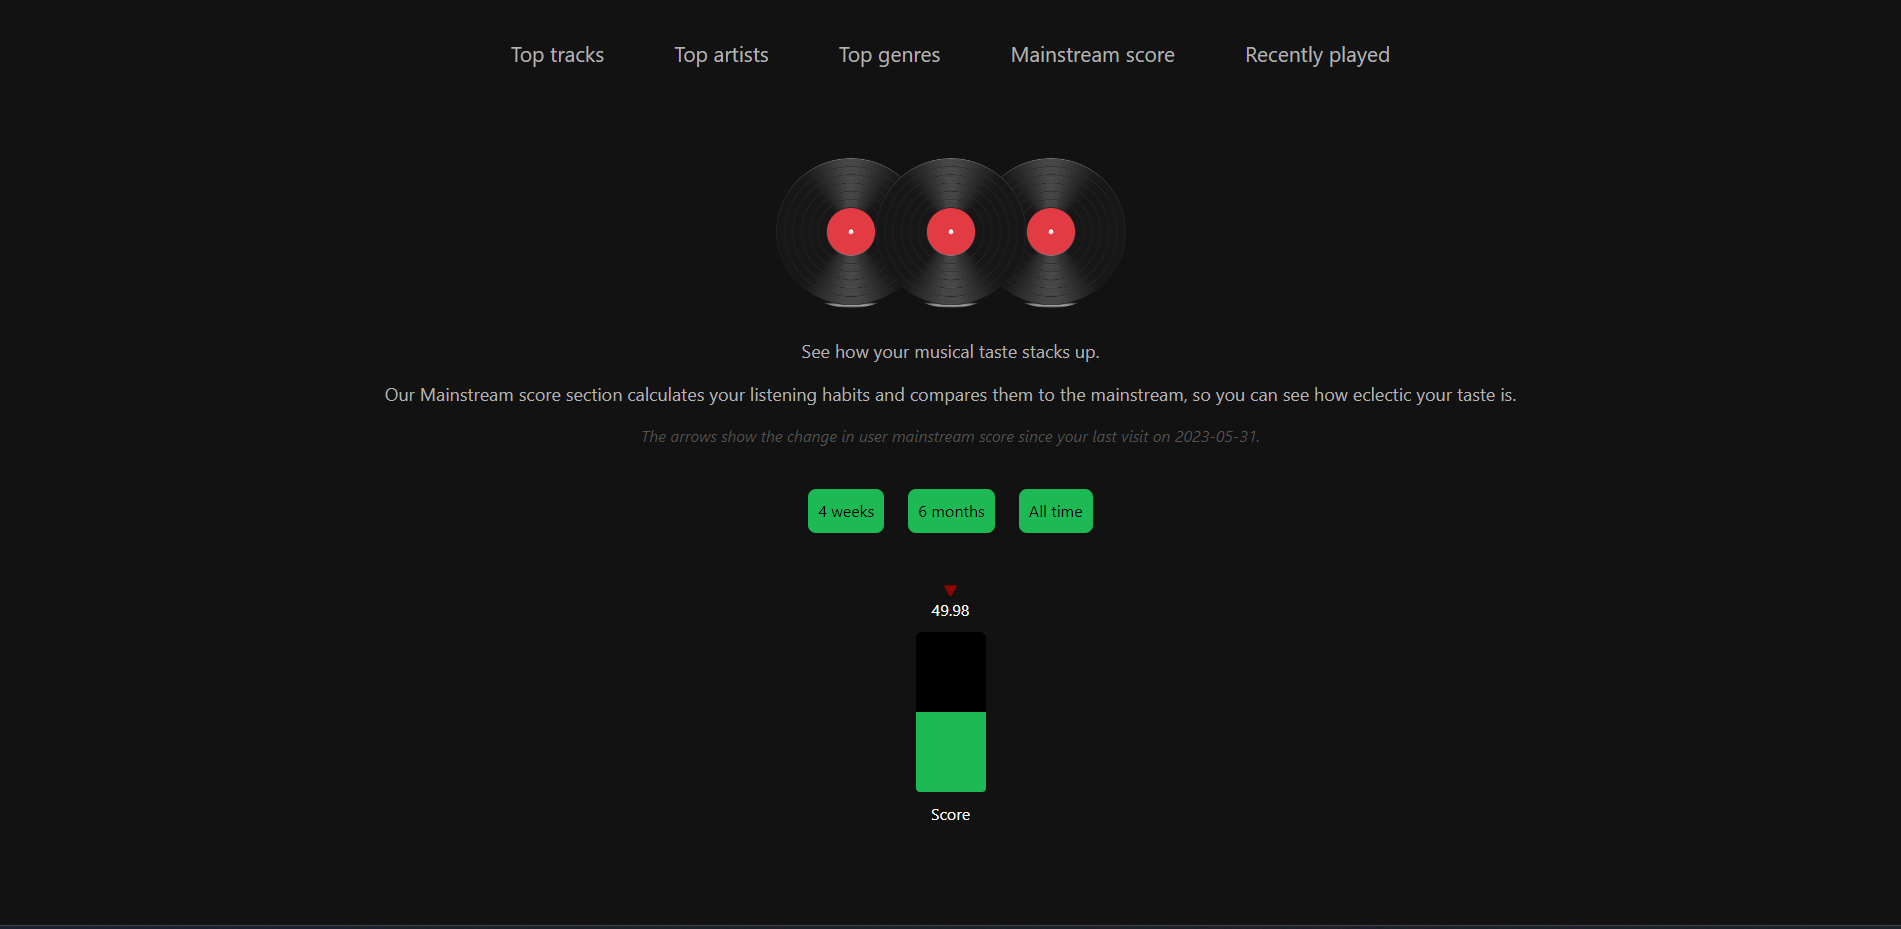 Top tracks Top artists Top genres Mainstream score Recently played
See how your musical taste stacks up.
Our Mainstream score section calculates your listening habits and compares them to the mainstream, so you can see how eclectic your taste is.
The arrows show the change in user mainstream score since your last visit on 2023-05-31.
4 weeks 6 months All time
49.98
Score